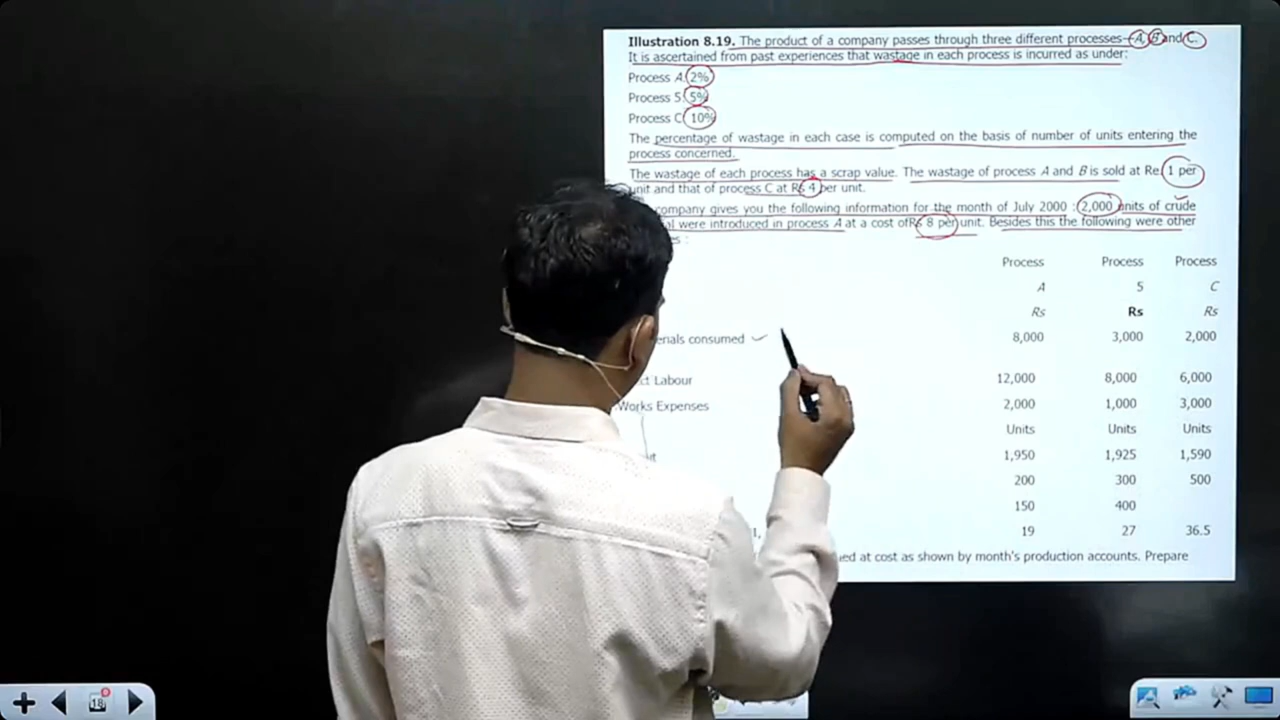 Illustration 8.19. The product of a company passes through three different processes—A, B and C.
It is ascertained from past experiences that wastage in each process is incurred as under:
Process A: 2%
Process 5: 5%
Process C: 10%
The percentage of wastage in each case is computed on the basis of number of units entering the
process concerned.
The wastage of each process has a scrap value. The wastage of process A and B is sold at Re. 1 per
unit and that of process C at Rs 4 per unit.
company gives you the following information for the month of July 2000 : 2,000 units of crude
were introduced in process A at a cost ofRs 8 per unit. Besides this the following were other
:
Process Process Process
A 5 C
Rs Rs Rs
consumed 8,000 3,000 2,000
Labour 12,000 8,000 6,000
Works Expenses 2,000 1,000 3,000
Units Units Units
1,950 1,925 1,590
200 300 500
150 400
19 27 36.5
at cost as shown by month's production accounts. Prepare
18